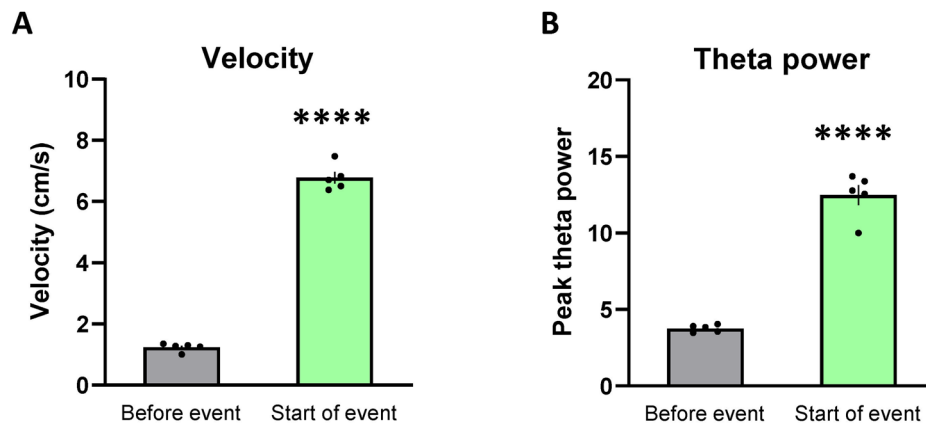 A
Velocity
Velocity (cm/s)
10
8
6
4
2
0
****
Before event
Start of event
B
Theta power
Peak theta power
20
15
10
5
0
****
Before event
Start of event